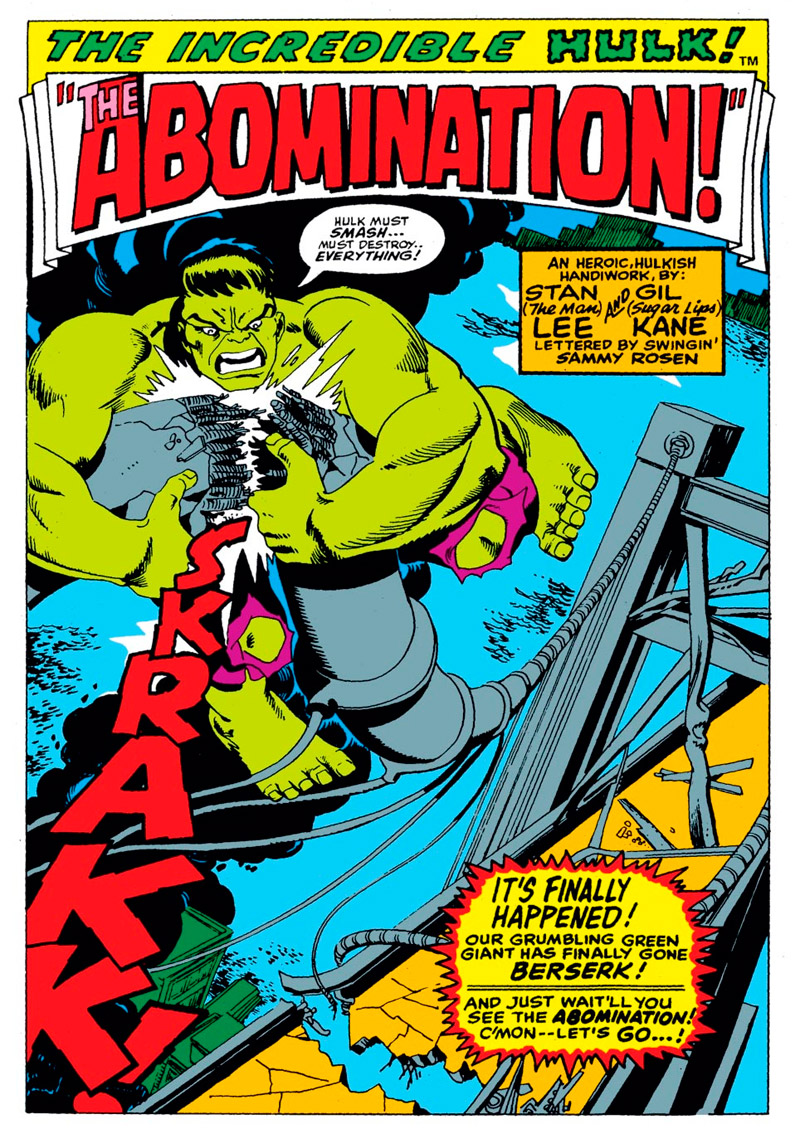 THE INCREDIBLE HULK! TM
"THE
ABOMINATION!"
HULK MUST
SMASH...
MUST DESTROY..
EVERYTHING!
AN HEROIC, HULKISH
HANDIWORK, BY:
STAN AND GIL
(The Man) (Sugar Lips)
LEE KANE
LETTERED BY SWINGIN'
SAMMY ROSEN
SKRAKK!
IT'S FINALLY
HAPPENED!
OUR GRUMBLING GREEN
GIANT HAS FINALLY GONE
BERSERK!
AND JUST WAIT'LL YOU
SEE THE ABOMINATION!
C'MON--LET'S GO...!